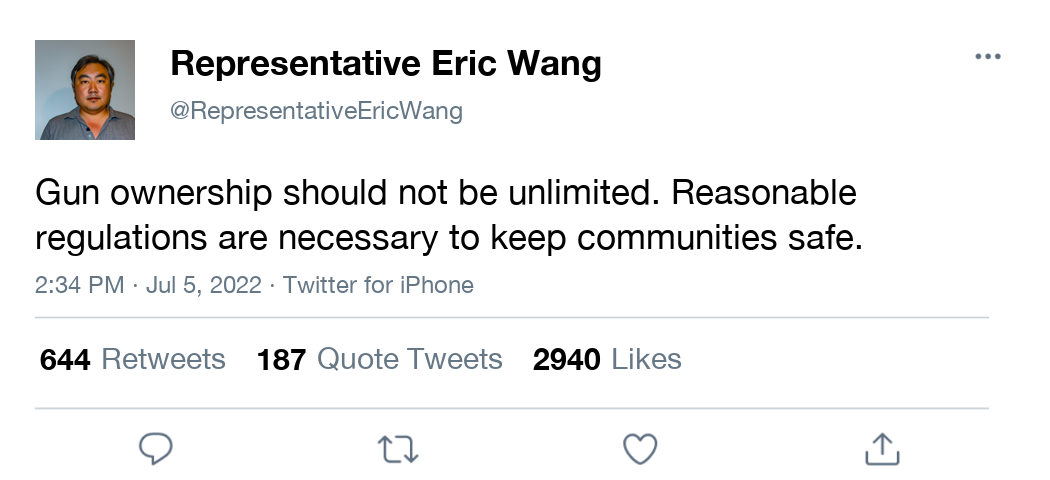 Representative Eric Wang
@RepresentativeEricWang
Gun ownership should not be unlimited. Reasonable
regulations are necessary to keep communities safe.
2:34 PM · Jul 5, 2022 · Twitter for iPhone
644 Retweets 187 Quote Tweets 2940 Likes